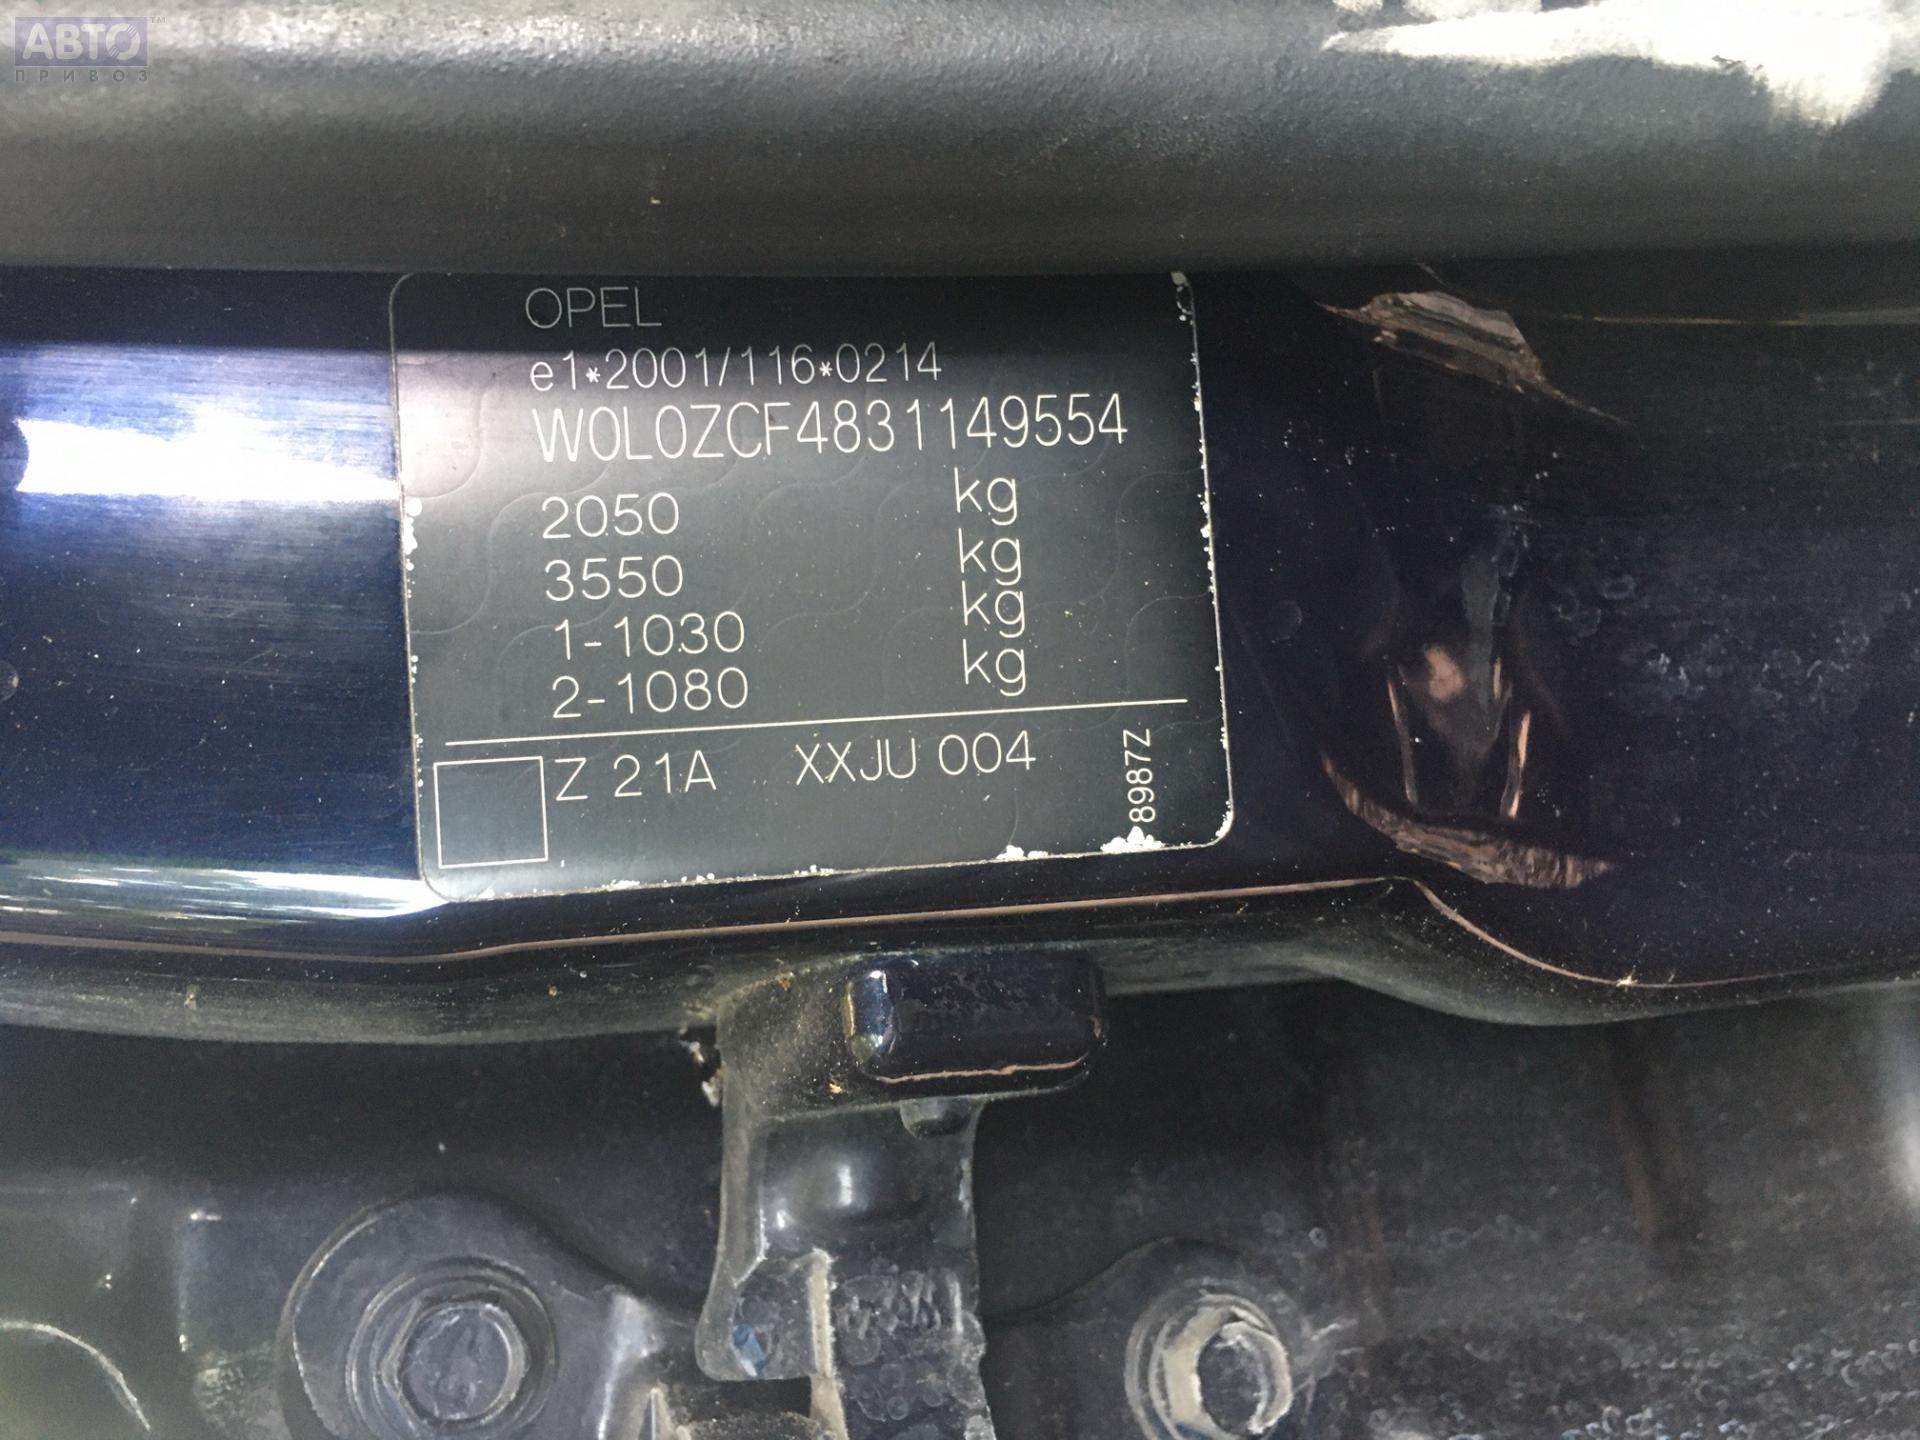 АВТО™
ПРИВОЗ
OPEL
e1*2001/116*0214
W0L0ZCF4831149554
2050 kg
3550 kg
1-1030 kg
2-1080 kg
Z 21A XXJU 004
8987Z